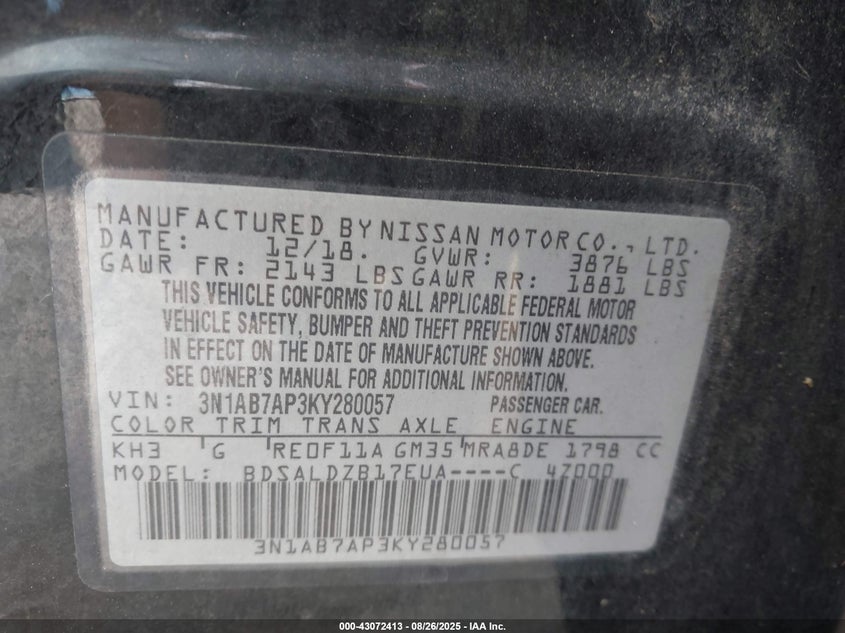 MANUFACTURED BY NISSAN MOTOR CO., LTD.
DATE: 12/18. GVWR: 3876 LBS
GAWR FR: 2143 LBS GAWR RR: 1881 LBS
THIS VEHICLE CONFORMS TO ALL APPLICABLE FEDERAL MOTOR
VEHICLE SAFETY, BUMPER AND THEFT PREVENTION STANDARDS
IN EFFECT ON THE DATE OF MANUFACTURE SHOWN ABOVE.
SEE OWNER'S MANUAL FOR ADDITIONAL INFORMATION.
VIN: 3N1AB7AP3KY280057 PASSENGER CAR.
COLOR TRIM TRANS AXLE ENGINE
KH3 G RE0F11A GM35 MRA8DE 1798 CC
MODEL: BDSALDZB17EUA----C 4Z000
3N1AB7AP3KY280057
000-43072413 - 08/26/2025 - IAA Inc.